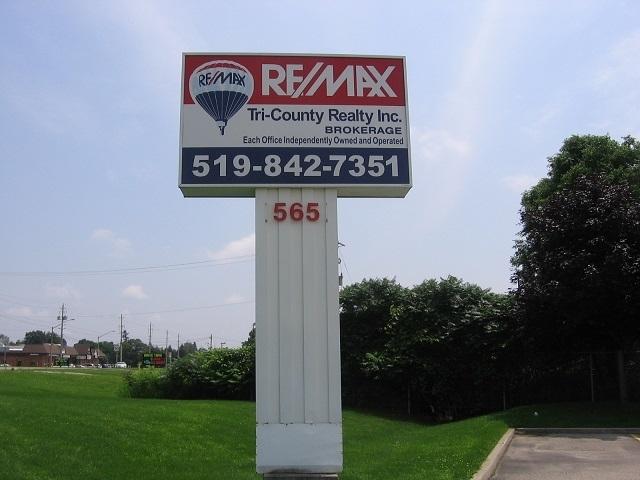 RE/MAX
RE/MAX
Tri-County Realty Inc.
BROKERAGE
Each Office Independently Owned and Operated
519-842-7351
565